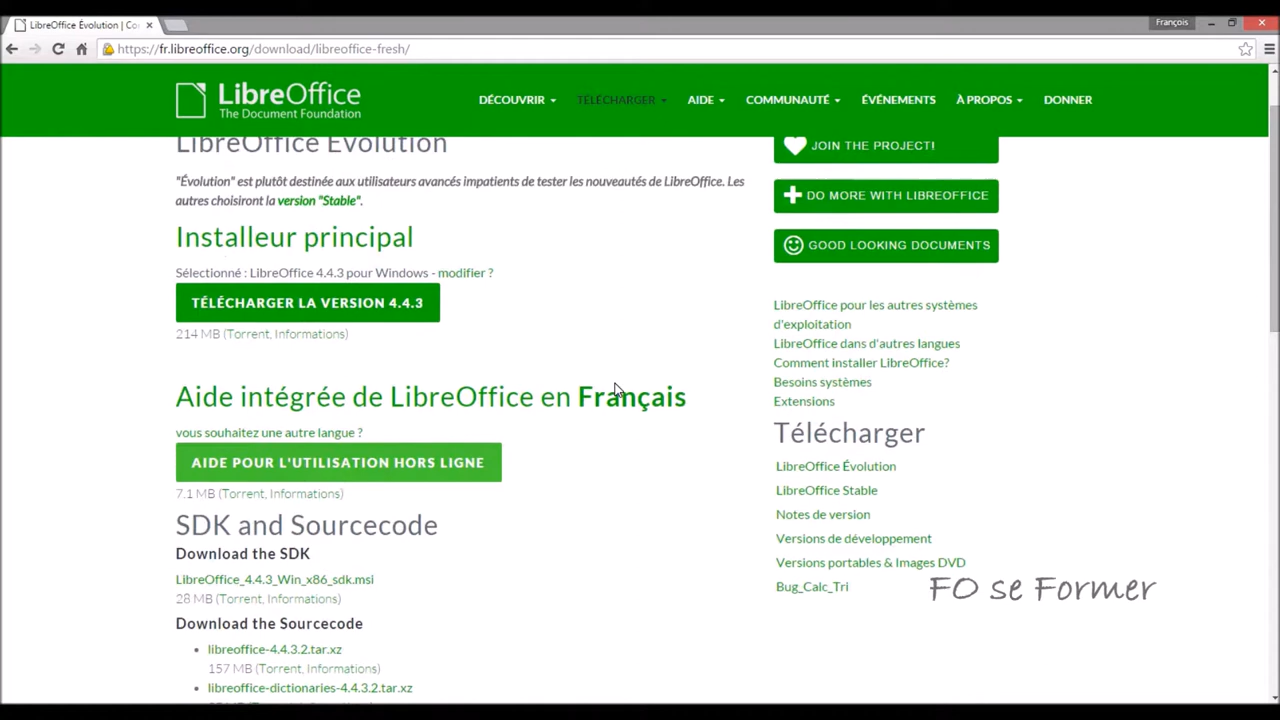 LibreOffice Évolution | Co
François
https://fr.libreoffice.org/download/libreoffice-fresh/
LibreOffice
The Document Foundation
DÉCOUVRIR
TÉLÉCHARGER
AIDE
COMMUNAUTÉ
ÉVÉNEMENTS
À PROPOS
DONNER
LibreOffice Évolution
"Évolution" est plutôt destinée aux utilisateurs avancés impatients de tester les nouveautés de LibreOffice. Les
autres choisiront la version "Stable".
Installeur principal
Sélectionné : LibreOffice 4.4.3 pour Windows - modifier ?
TÉLÉCHARGER LA VERSION 4.4.3
214 MB (Torrent, Informations)
Aide intégrée de LibreOffice en Français
vous souhaitez une autre langue ?
AIDE POUR L'UTILISATION HORS LIGNE
7.1 MB (Torrent, Informations)
SDK and Sourcecode
Download the SDK
LibreOffice_4.4.3_Win_x86_sdk.msi
28 MB (Torrent, Informations)
Download the Sourcecode
libreoffice-4.4.3.2.tar.xz
157 MB (Torrent, Informations)
libreoffice-dictionaries-4.4.3.2.tar.xz
JOIN THE PROJECT!
DO MORE WITH LIBREOFFICE
GOOD LOOKING DOCUMENTS
LibreOffice pour les autres systèmes
d'exploitation
LibreOffice dans d'autres langues
Comment installer LibreOffice?
Besoins systèmes
Extensions
Télécharger
LibreOffice Évolution
LibreOffice Stable
Notes de version
Versions de développement
Versions portables & Images DVD
Bug_Calc_Tri
FO se Former